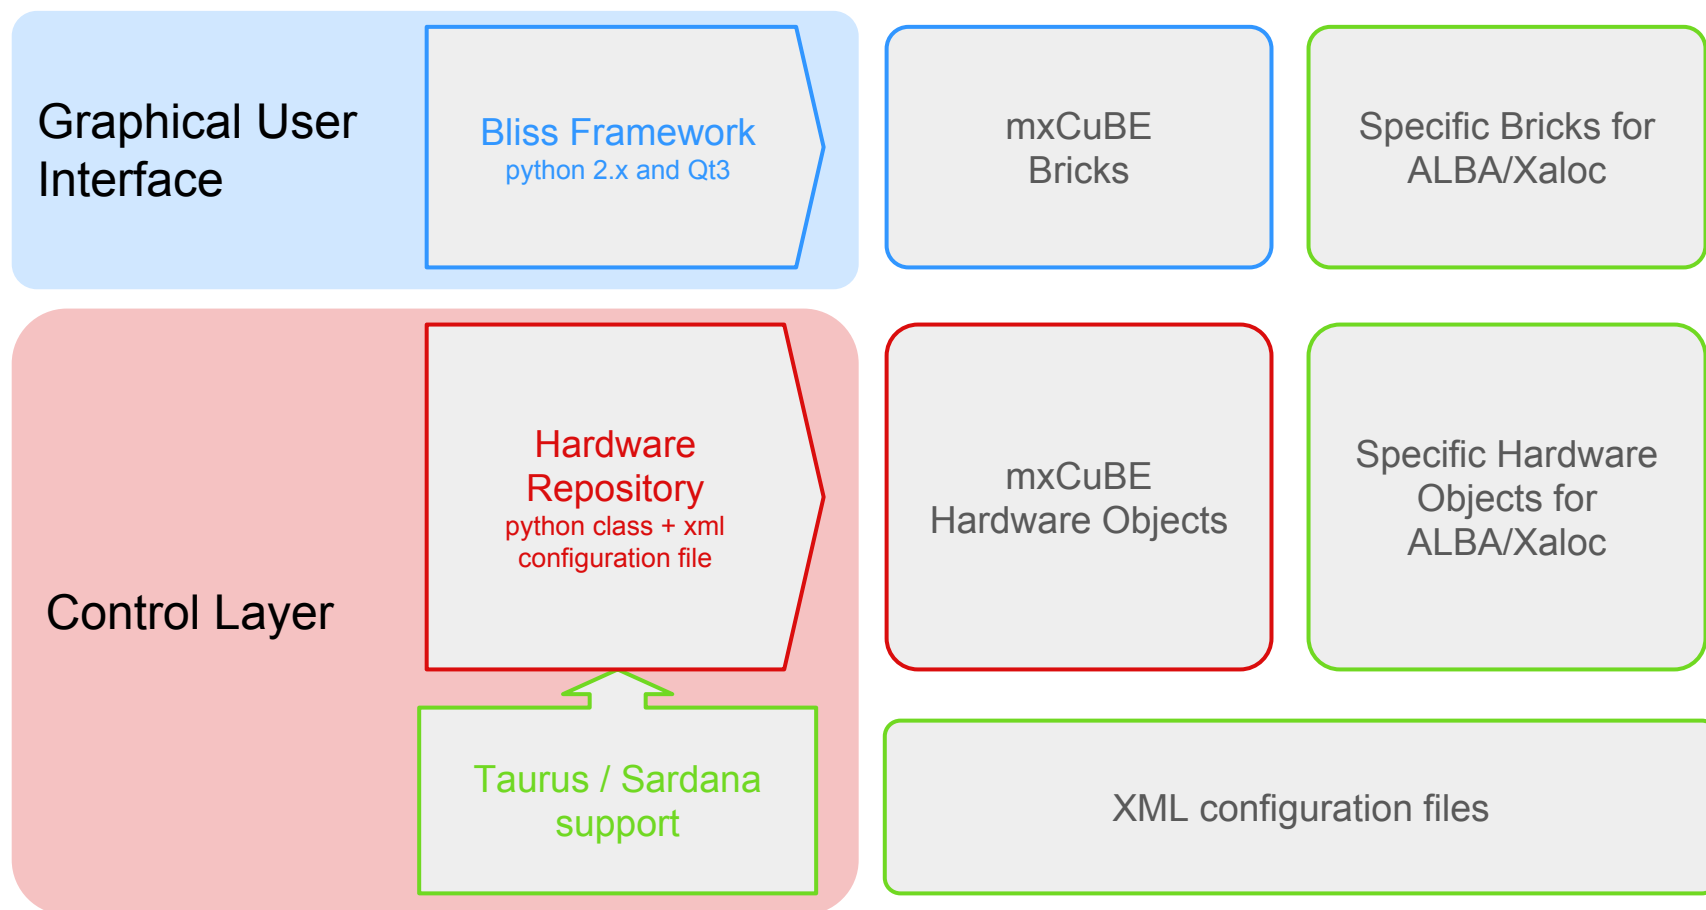 Graphical User
Interface
Bliss Framework
python 2.x and Qt3
mxCuBE
Bricks
Specific Bricks for
ALBA/Xaloc
Control Layer
Hardware
Repository
python class + xml
configuration file
mxCuBE
Hardware Objects
Specific Hardware
Objects for
ALBA/Xaloc
Taurus / Sardana
support
XML configuration files